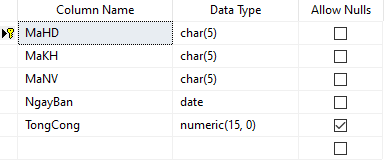 Column Name Data Type Allow Nulls
MaHD char(5)
MaKH char(5)
MaNV char(5)
NgayBan date
TongCong numeric(15, 0)